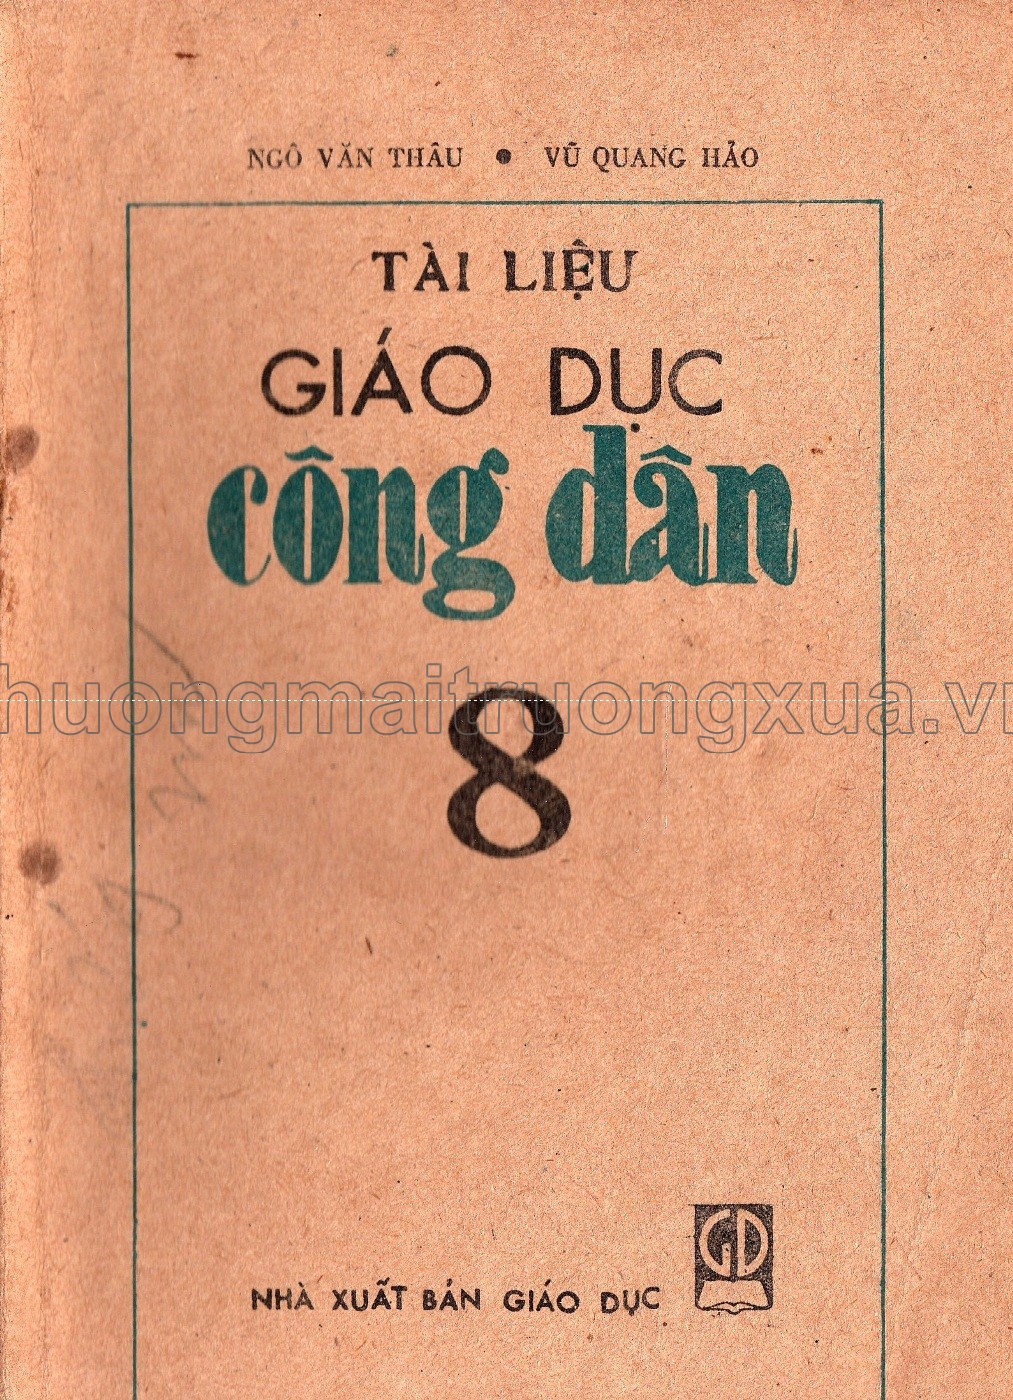 NGÔ VĂN THÂU ● VŨ QUANG HẢO
TÀI LIỆU
GIÁO DỤC
công dân
huongmaitruongxua.vn
8
GD
NHÀ XUẤT BẢN GIÁO DỤC